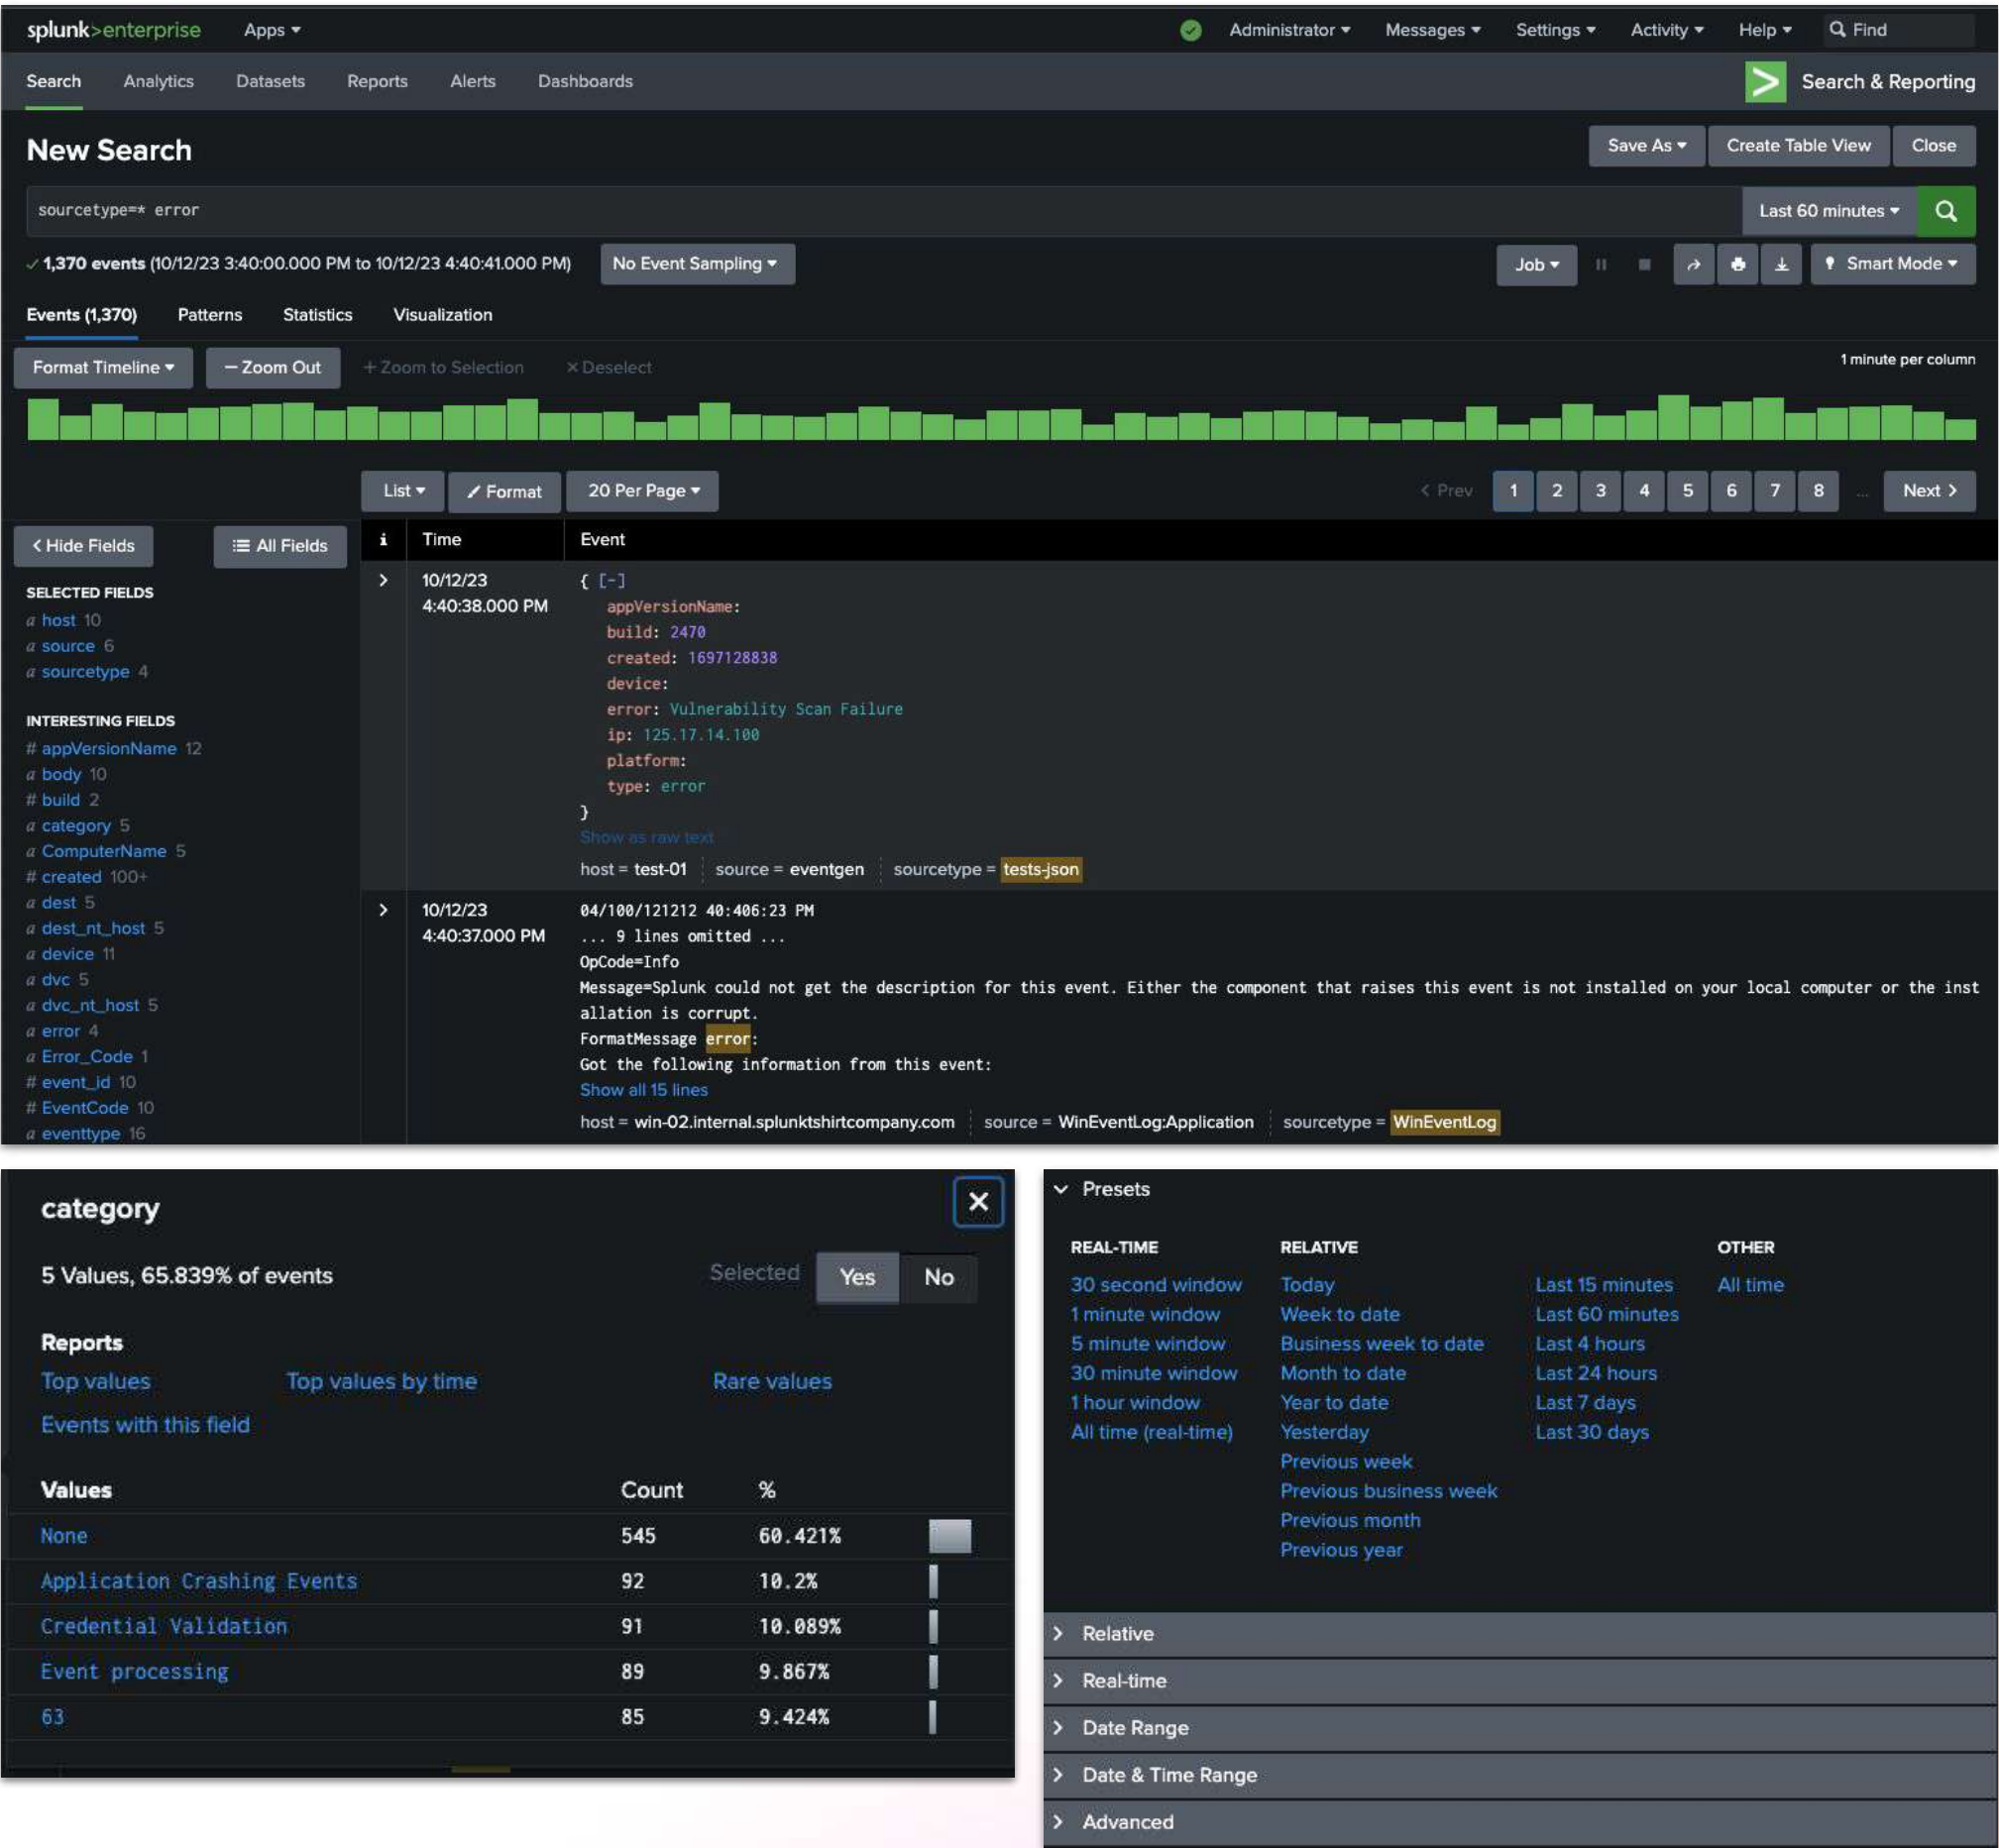 splunk>enterprise Apps Administrator Messages Settings Activity Help Find
Search Analytics Datasets Reports Alerts Dashboards Search & Reporting
New Search Save As Create Table View Close
sourcetype=* error Last 60 minutes
1,370 events (10/12/23 3:40:00.000 PM to 10/12/23 4:40:41.000 PM) No Event Sampling Job Smart Mode
Events (1,370) Patterns Statistics Visualization
Format Timeline — Zoom Out + Zoom to Selection × Deselect 1 minute per column
List Format 20 Per Page < Prev 1 2 3 4 5 6 7 8 ... Next >
< Hide Fields All Fields
SELECTED FIELDS
a host 10
a source 6
a sourcetype 4
INTERESTING FIELDS
# appVersionName 12
a body 10
# build 2
a category 5
a ComputerName 5
# created 100+
a dest 5
a dest_nt_host 5
a device 11
a dvc 5
a dvc_nt_host 5
a error 4
a Error_Code 1
# event_id 10
# EventCode 10
a eventtype 16
i Time Event
> 10/12/23
4:40:38.000 PM
{ [-]
appVersionName:
build: 2470
created: 1697128838
device:
error: Vulnerability Scan Failure
ip: 125.17.14.100
platform:
type: error
}
Show as raw text
host = test-01 source = eventgen sourcetype = tests-json
> 10/12/23
4:40:37.000 PM
04/100/121212 40:406:23 PM
... 9 lines omitted ...
OpCode=Info
Message=Splunk could not get the description for this event. Either the component that raises this event is not installed on your local computer or the inst
allation is corrupt.
FormatMessage error:
Got the following information from this event:
Show all 15 lines
host = win-02.internal.splunktshirtcompany.com source = WinEventLog:Application sourcetype = WinEventLog
category
5 Values, 65.839% of events Selected Yes No
Reports
Top values Top values by time Rare values
Events with this field
Values Count %
None 545 60.421%
Application Crashing Events 92 10.2%
Credential Validation 91 10.089%
Event processing 89 9.867%
63 85 9.424%
Presets
REAL-TIME
30 second window
1 minute window
5 minute window
30 minute window
1 hour window
All time (real-time)
RELATIVE
Today
Week to date
Business week to date
Month to date
Year to date
Yesterday
Previous week
Previous business week
Previous month
Previous year
Last 15 minutes
Last 60 minutes
Last 4 hours
Last 24 hours
Last 7 days
Last 30 days
OTHER
All time
> Relative
> Real-time
> Date Range
> Date & Time Range
> Advanced